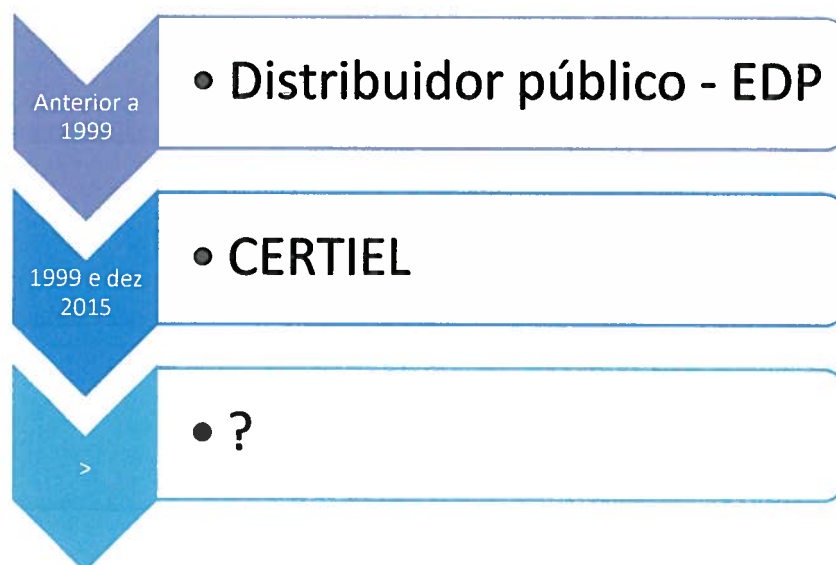 Anterior a
1999
• Distribuidor público - EDP
1999 e dez
2015
• CERTIEL
>
• ?